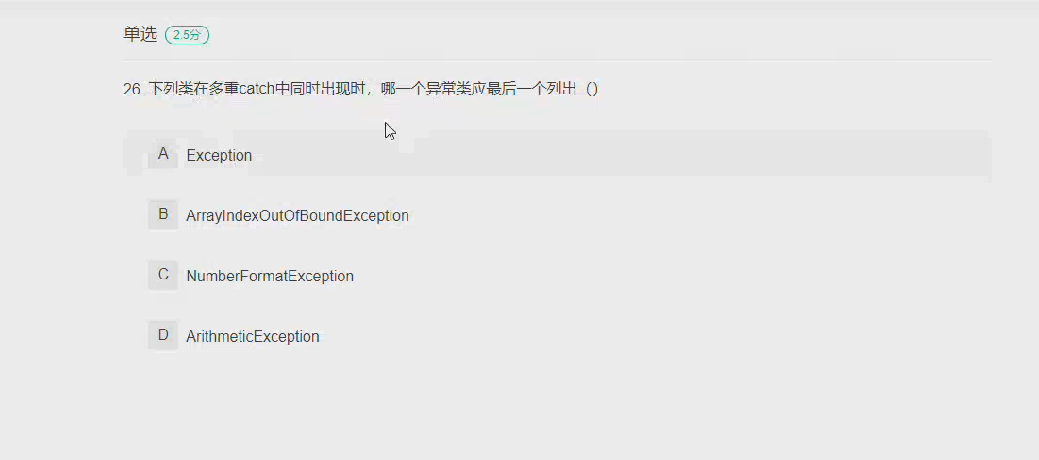 单选 2.5分
26. 下列类在多重catch中同时出现时，哪一个异常类应最后一个列出（）
A Exception
B ArrayIndexOutOfBoundException
C NumberFormatException
D ArithmeticException